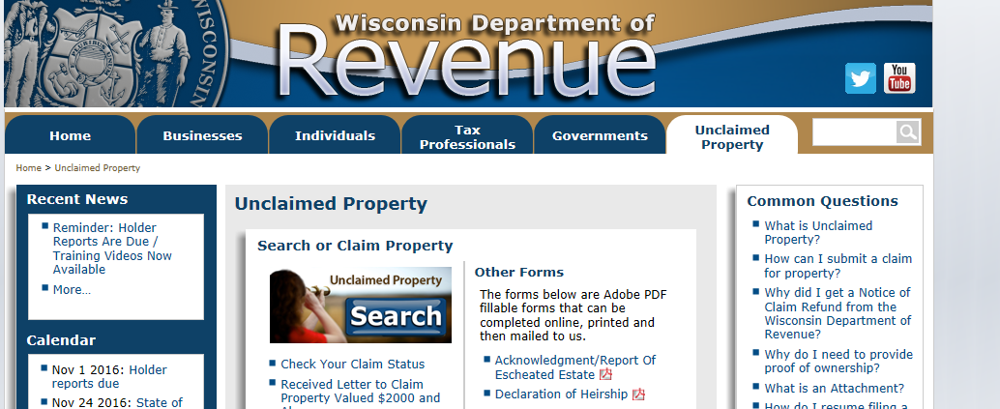 WISCONSIN
Wisconsin Department of
Revenue
You
Tube
Home
Businesses
Individuals
Tax
Professionals
Governments
Unclaimed
Property
Home > Unclaimed Property
Recent News
Reminder: Holder
Reports Are Due /
Training Videos Now
Available
More...
Calendar
Nov 1 2016: Holder
reports due
Nov 24 2016: State of
Unclaimed Property
Search or Claim Property
Unclaimed Property
Search
Check Your Claim Status
Received Letter to Claim
Property Valued $2000 and
Other Forms
The forms below are Adobe PDF
fillable forms that can be
completed online, printed and
then mailed to us.
Acknowledgment/Report Of
Escheated Estate
Declaration of Heirship
Common Questions
What is Unclaimed
Property?
How can I submit a claim
for property?
Why did I get a Notice of
Claim Refund from the
Wisconsin Department of
Revenue?
Why do I need to provide
proof of ownership?
What is an Attachment?
How do I resume filing a